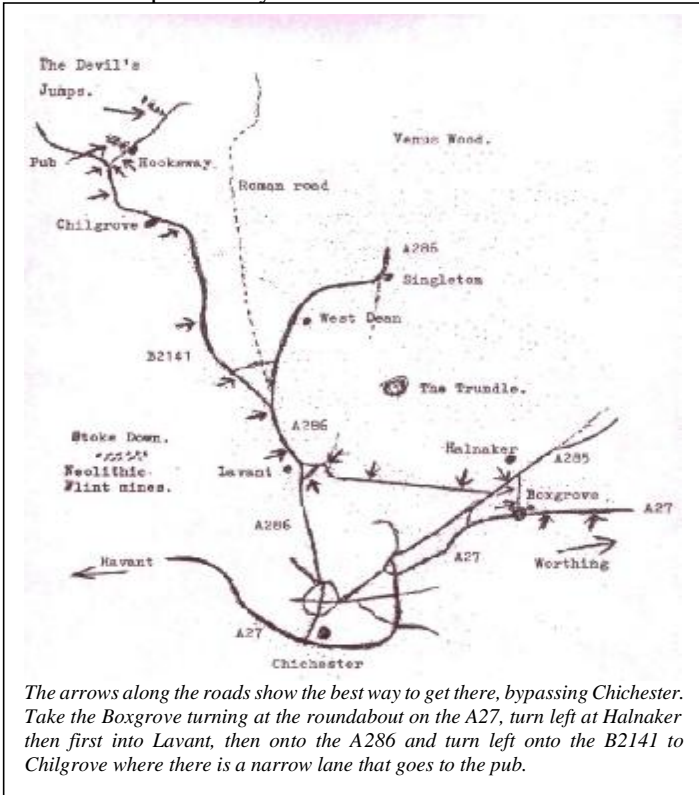 The Devil's
Jumps.
Venus Wood.
Pub
Hooksway.
Roman road
Chilgrove
A286
Singleton
West Dean
B2141
The Trundle.
A286
Stoke Down.
Neolithic
Flint mines.
Halnaker
A285
Lavant
Boxgrove
A27
A286
A27
Havant
Worthing
A27
Chichester
The arrows along the roads show the best way to get there, bypassing Chichester.
Take the Boxgrove turning at the roundabout on the A27, turn left at Halnaker
then first into Lavant, then onto the A286 and turn left onto the B2141 to
Chilgrove where there is a narrow lane that goes to the pub.